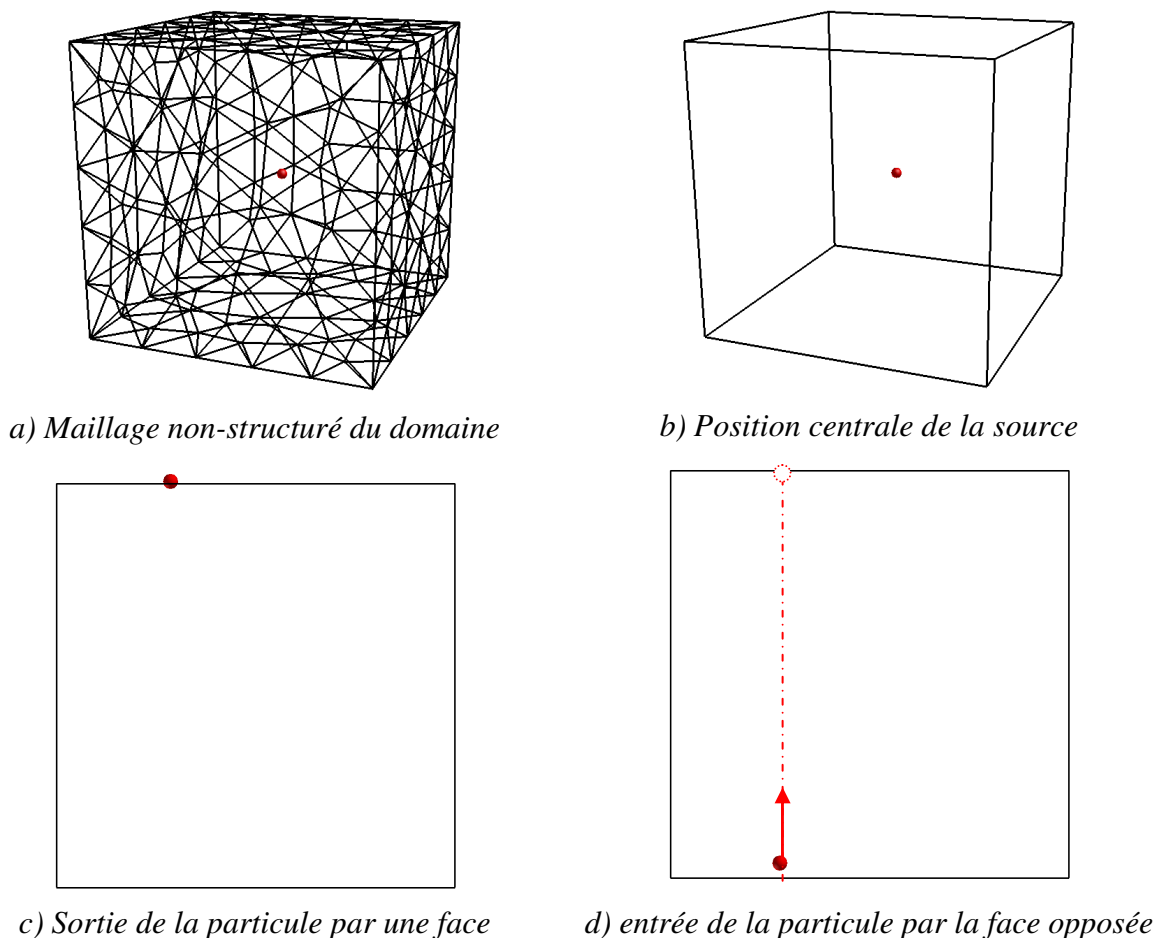 a) Maillage non-structuré du domaine
b) Position centrale de la source
c) Sortie de la particule par une face
d) entrée de la particule par la face opposée